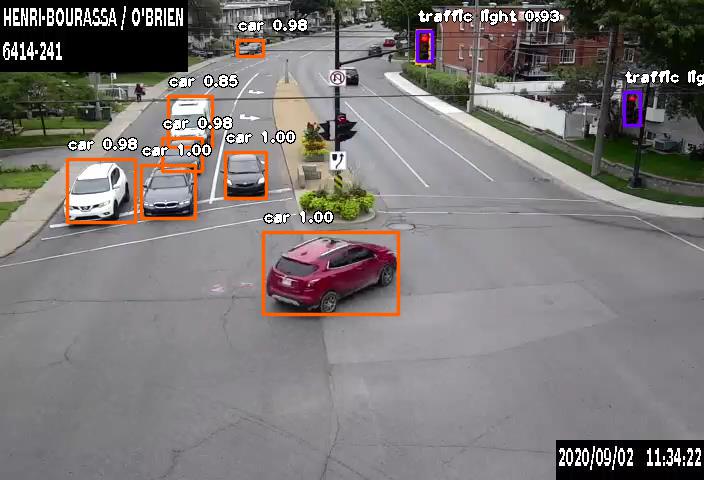 HENRI-BOURASSA / O'BRIEN
6414-241
car 0.98
traffic light 0.93
car 0.85
traffic lig
car 0.98
car 0.98
car 1.00
car 1.00
car 1.00
2020/09/02 11:34:22